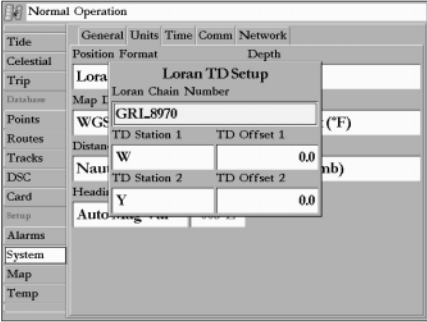 Normal Operation
General Units Time Comm Network
Tide
Celestial
Trip
Database
Points
Routes
Tracks
DSC
Card
Setup
Alarms
System
Map
Temp
Position Format Depth
Lora
Loran TD Setup
Loran Chain Number
GRI.8970
TD Station 1 TD Offset 1
W 0.0
TD Station 2 TD Offset 2
Y 0.0
Map D
WGS t (°F)
Distan
Naut mb)
Headi
Auto